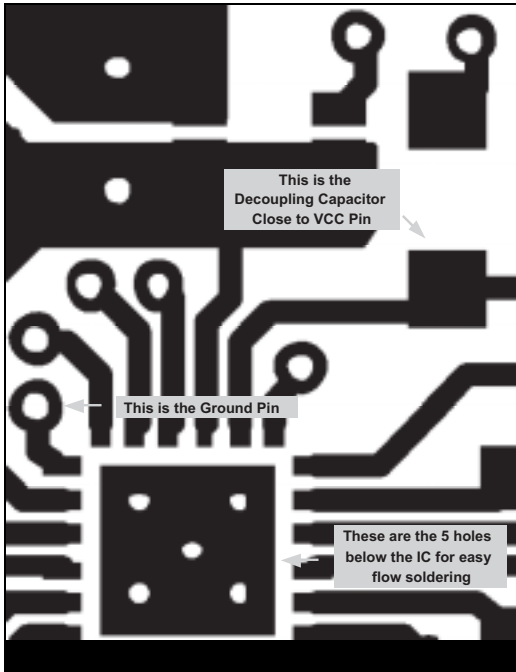 This is the
Decoupling Capacitor
Close to VCC Pin
This is the Ground Pin
These are the 5 holes
below the IC for easy
flow soldering